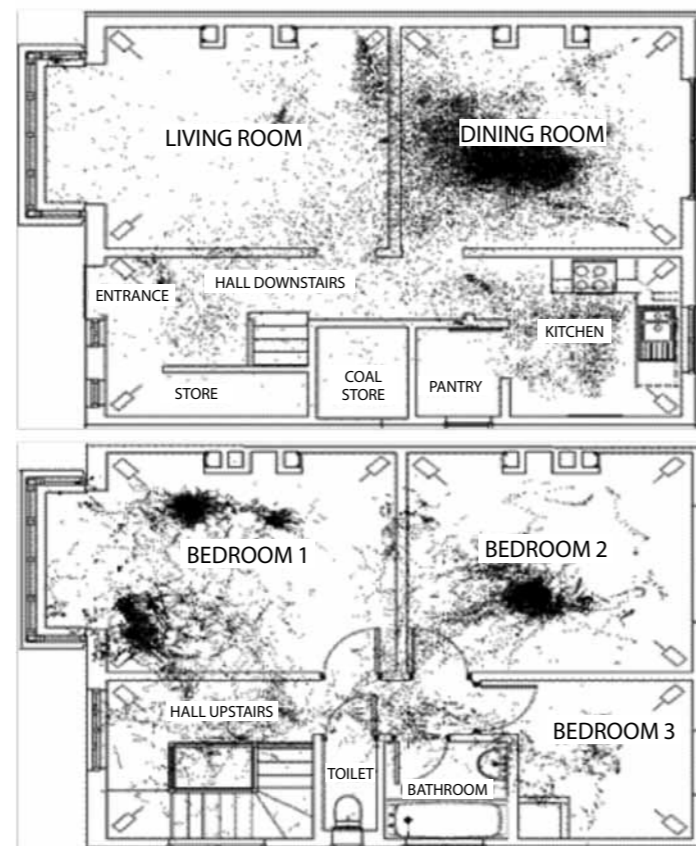 LIVING ROOM
DINING ROOM
ENTRANCE
HALL DOWNSTAIRS
KITCHEN
STORE
COAL
STORE
PANTRY
BEDROOM 1
BEDROOM 2
HALL UPSTAIRS
BEDROOM 3
TOILET
BATHROOM